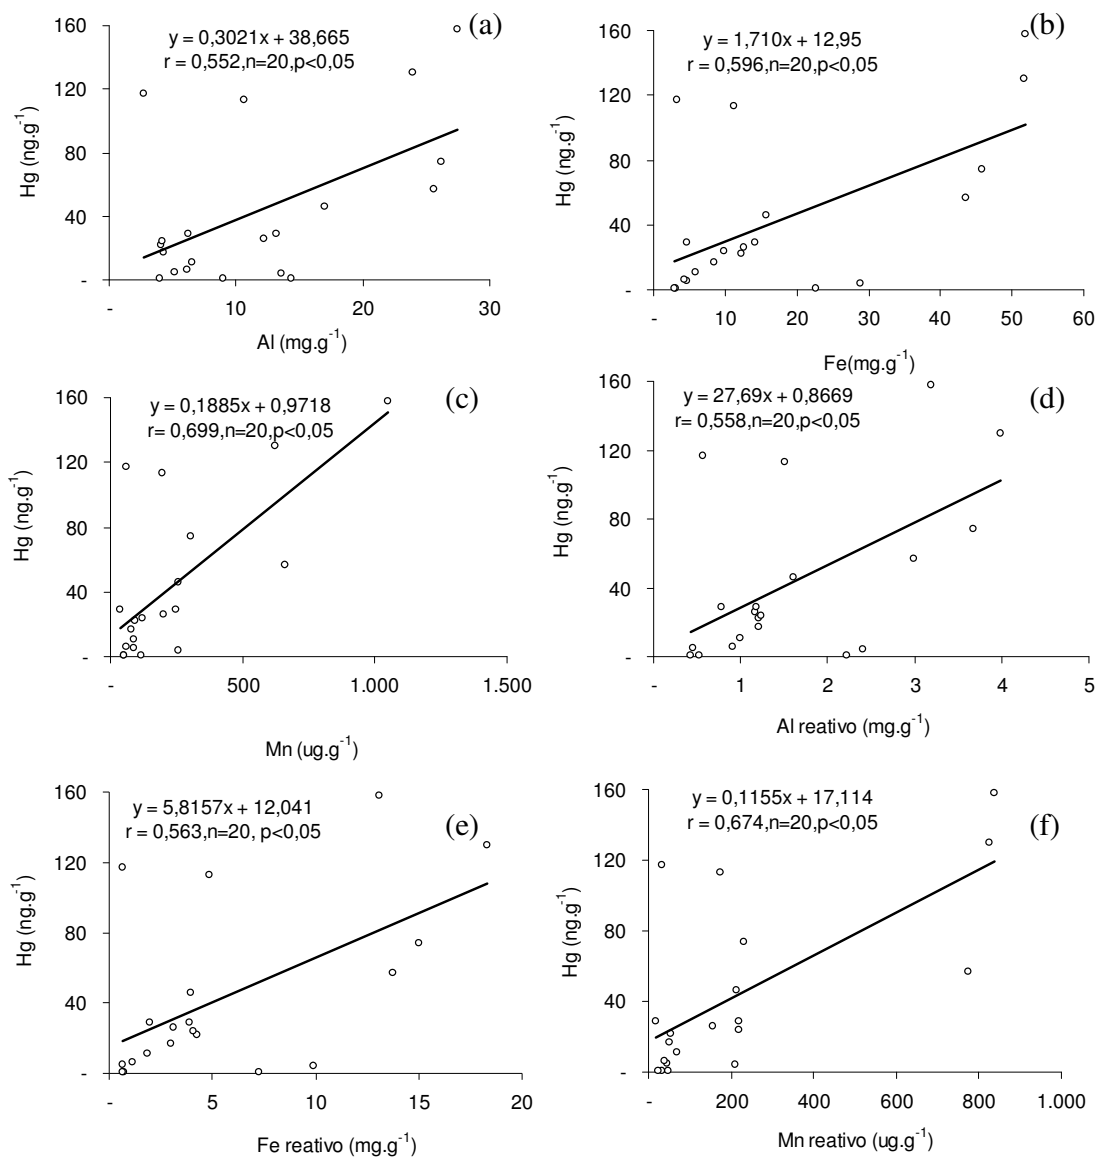 (a)
y = 0,3021x + 38,665
r = 0,552,n=20,p<0,05
Hg (ng.g-1)
160
120
80
40
-
- 10 20 30
Al (mg.g-1)
(b)
y = 1,710x + 12,95
r = 0,596,n=20,p<0,05
Hg (ng.g-1)
160
120
80
40
-
- 10 20 30 40 50 60
Fe(mg.g-1)
(c)
y = 0,1885x + 0,9718
r= 0,699,n=20,p<0,05
Hg (ng.g-1)
160
120
80
40
-
- 500 1.000 1.500
Mn (ug.g-1)
(d)
y = 27,69x + 0,8669
r= 0,558,n=20,p<0,05
Hg (ng.g-1)
160
120
80
40
-
- 1 2 3 4 5
Al reativo (mg.g-1)
(e)
y = 5,8157x + 12,041
r = 0,563,n=20, p<0,05
Hg (ng.g-1)
160
120
80
40
-
- 5 10 15 20
Fe reativo (mg.g-1)
(f)
y = 0,1155x + 17,114
r = 0,674,n=20,p<0,05
Hg (ng.g-1)
160
120
80
40
-
- 200 400 600 800 1.000
Mn reativo (ug.g-1)